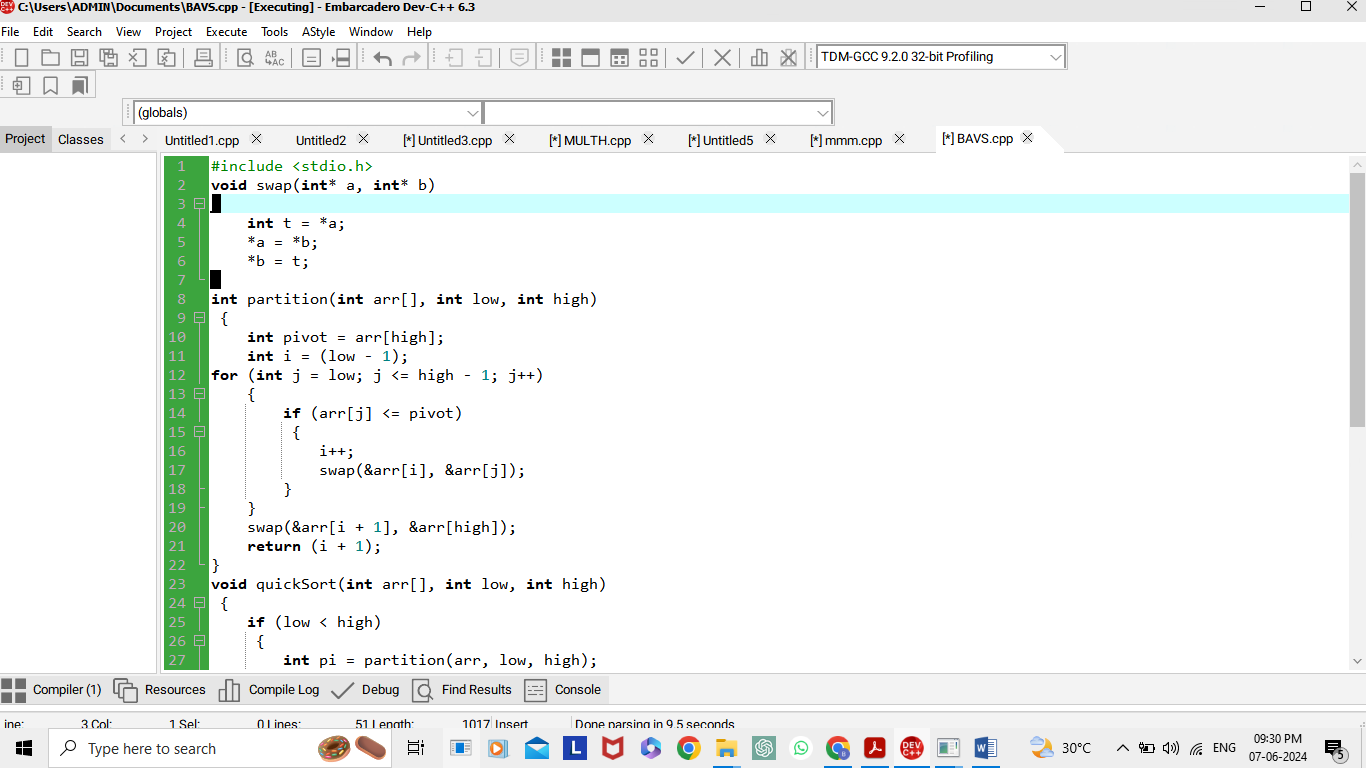 C:\Users\ADMIN\Documents\BAVS.cpp - [Executing] - Embarcadero Dev-C++ 6.3
File Edit Search View Project Execute Tools AStyle Window Help
TDM-GCC 9.2.0 32-bit Profiling
(globals)
Project Classes Untitled1.cpp Untitled2 [*] Untitled3.cpp [*] MULTH.cpp [*] Untitled5 [*] mmm.cpp [*] BAVS.cpp
1 #include <stdio.h>
2 void swap(int* a, int* b)
3
4 int t = *a;
5 *a = *b;
6 *b = t;
7
8 int partition(int arr[], int low, int high)
9 {
10 int pivot = arr[high];
11 int i = (low - 1);
12 for (int j = low; j <= high - 1; j++)
13 {
14 if (arr[j] <= pivot)
15 {
16 i++;
17 swap(&arr[i], &arr[j]);
18 }
19 }
20 swap(&arr[i + 1], &arr[high]);
21 return (i + 1);
22 }
23 void quickSort(int arr[], int low, int high)
24 {
25 if (low < high)
26 {
27 int pi = partition(arr, low, high);
Compiler (1) Resources Compile Log Debug Find Results Console
ine: 3 Col: 1 Sel: 0 Lines: 51 Length: 1017 Insert Done parsing in 9.5 seconds
Type here to search 30°C ENG 09:30 PM
07-06-2024 5